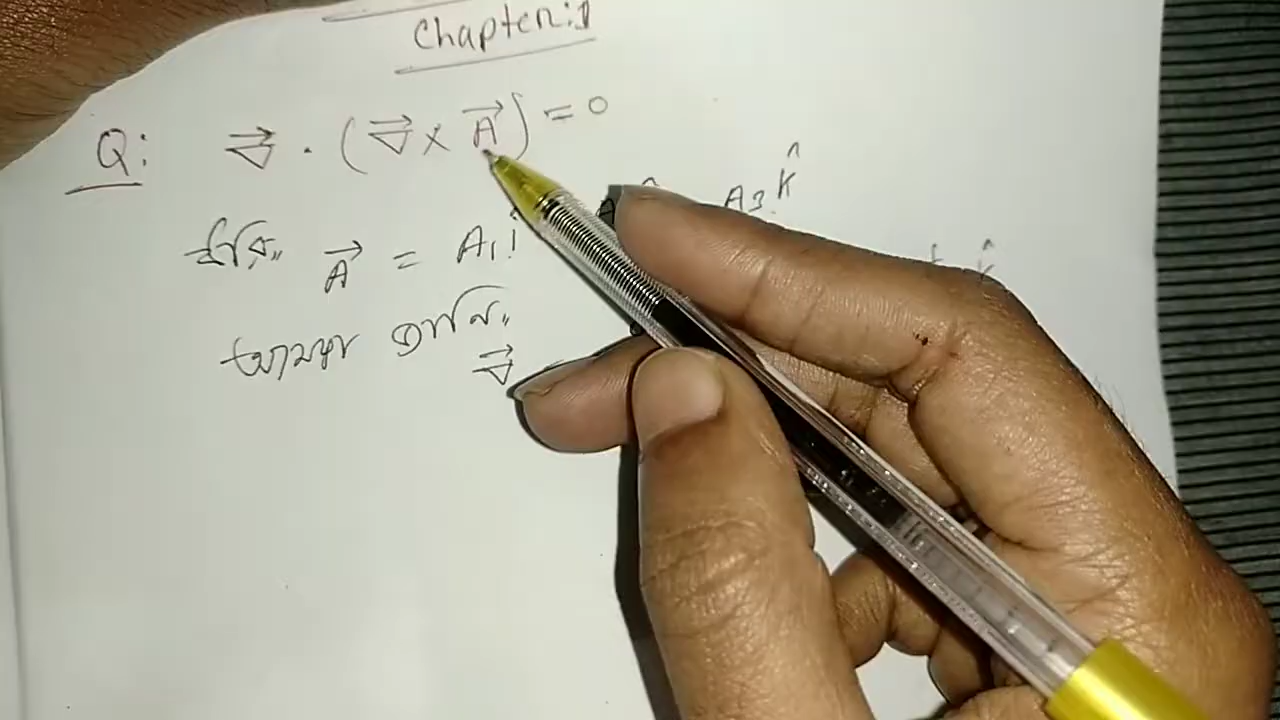 Chapter:1
Q: ∇⃗ . (∇⃗ × A⃗) = 0
ধরি, A⃗ = A₁î A₃k̂
আমরা জানি,
∇⃗ =